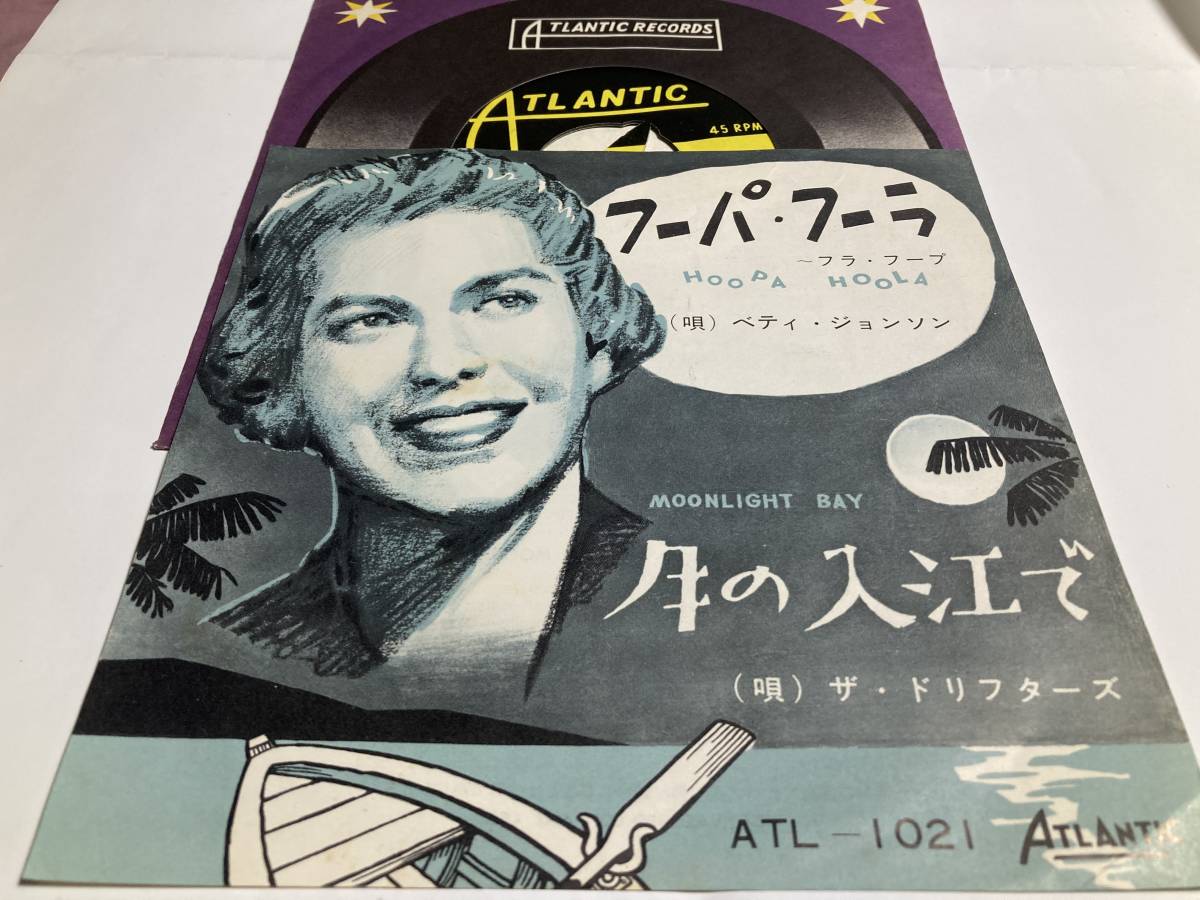 ATLANTIC RECORDS
ATLANTIC
45 RPM
フーパ・フーラ
~フラ・フープ
HOOPA HOOLA
(唄) ベティ・ジョンソン
MOONLIGHT BAY
月の入江で
(唄) ザ・ドリフターズ
ATL-1021 ATLANTIC